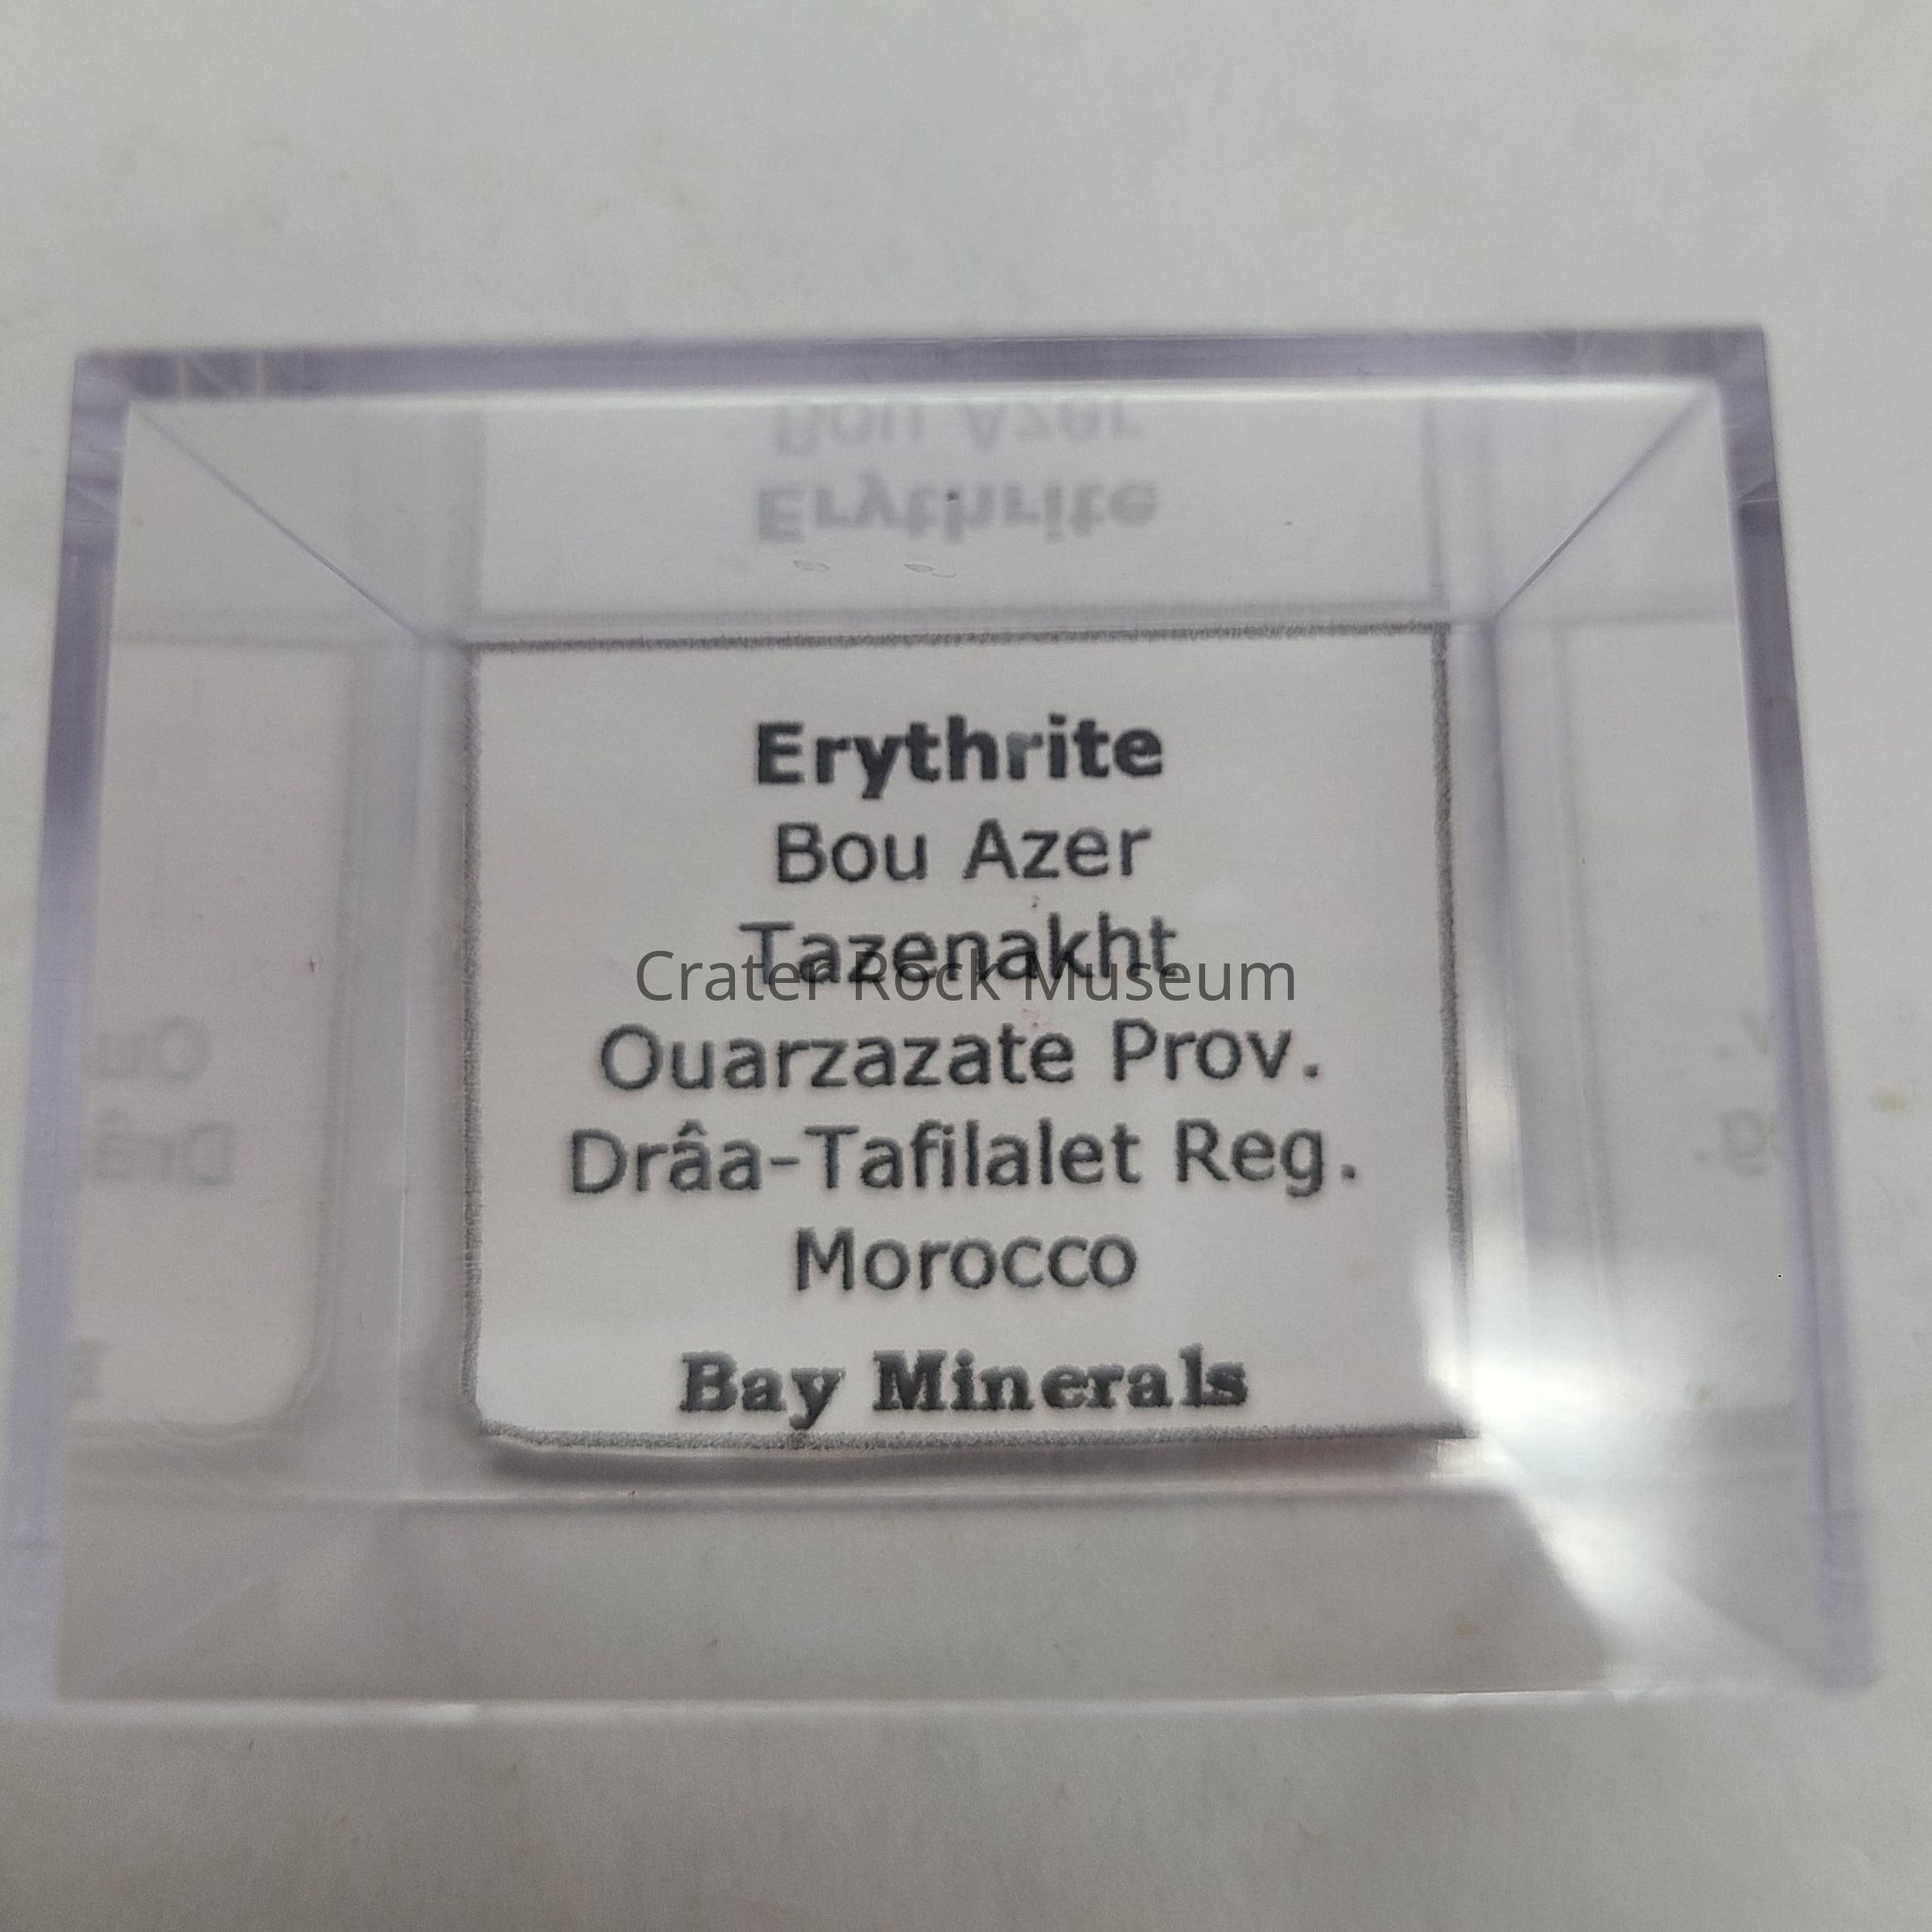 Erythrite
Bou Azer
Tazenakht
Crater Rock Museum
Ouarzazate Prov.
Drâa-Tafilalet Reg.
Morocco
Bay Minerals